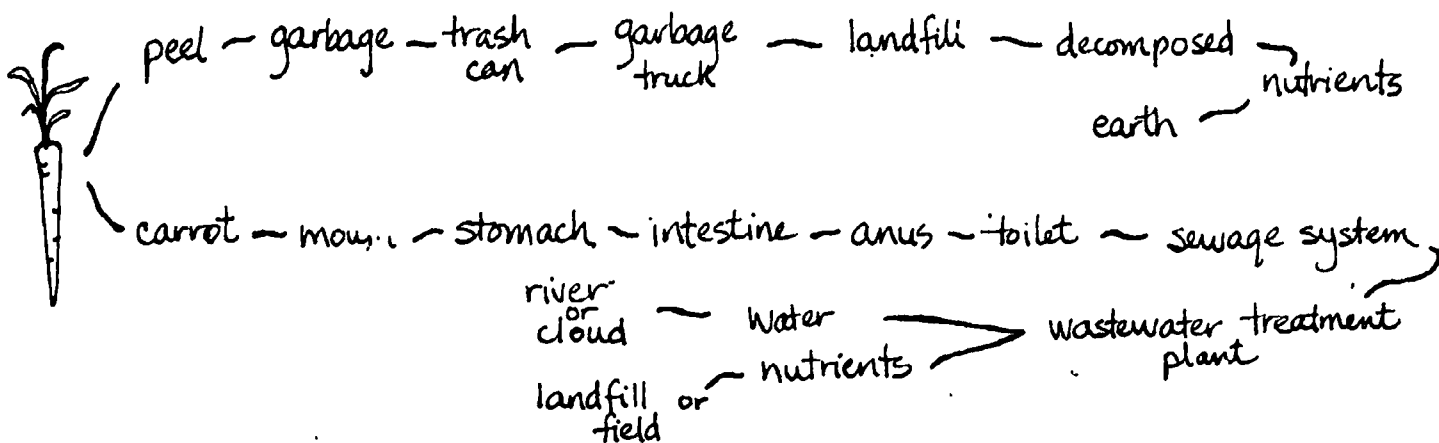 peel ~ garbage ~ trash can ~ garbage truck ~ landfill ~ decomposed ~ nutrients
earth
carrot ~ ~ stomach ~ intestine ~ anus ~ toilet ~ sewage system
river or cloud ~ water
wastewater treatment plant
landfill or field ~ nutrients